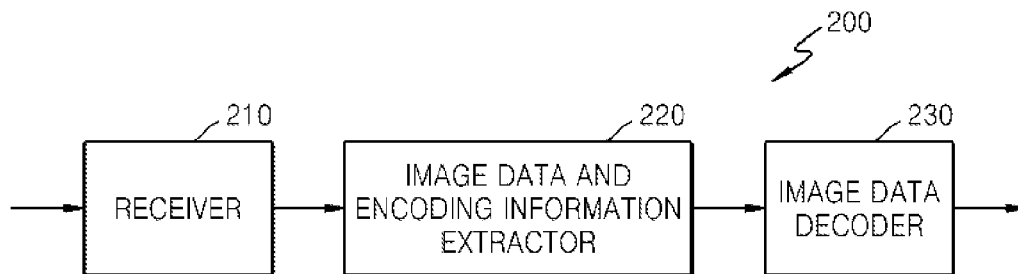 200
210
220
230
RECEIVER
IMAGE DATA AND
ENCODING INFORMATION
EXTRACTOR
IMAGE DATA
DECODER